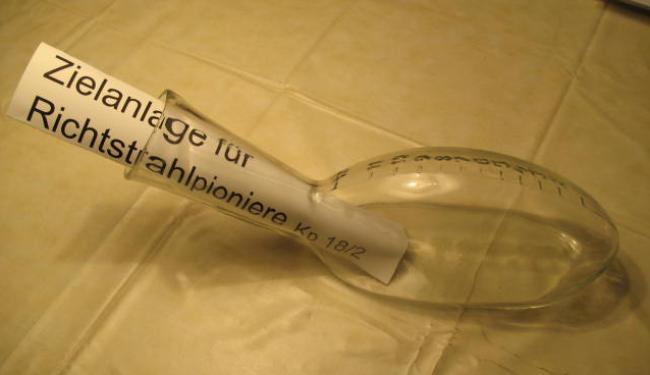 Zielanlage für
Richtstrahlpioniere Kp 18/2